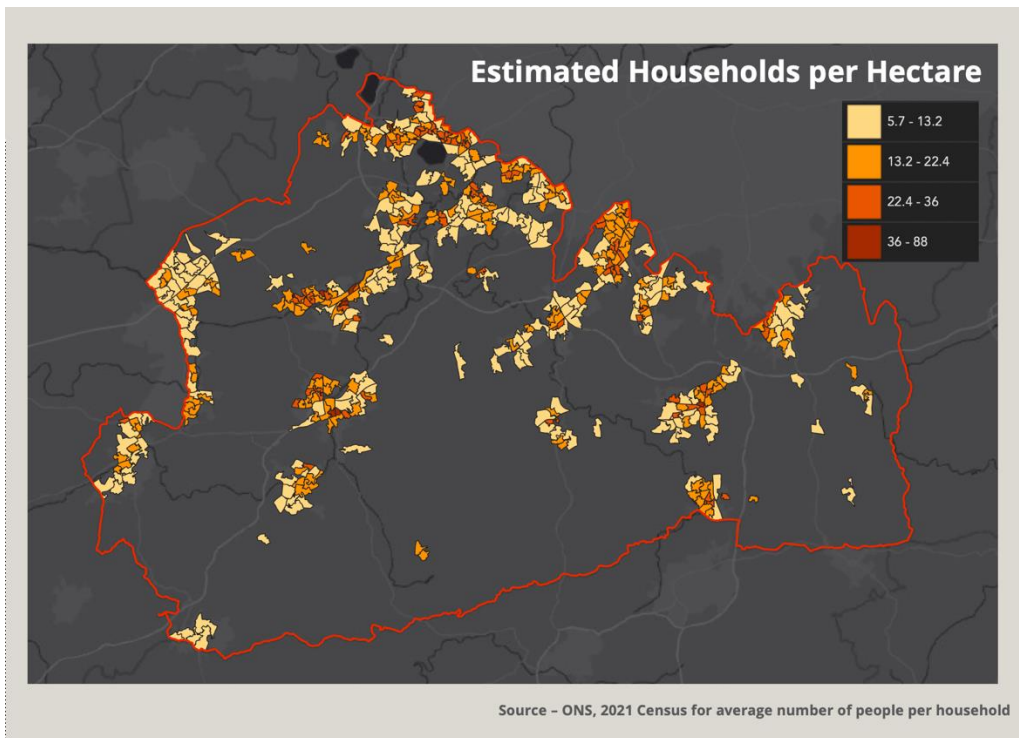 Estimated Households per Hectare
5.7 - 13.2
13.2 - 22.4
22.4 - 36
36 - 88
Source – ONS, 2021 Census for average number of people per household